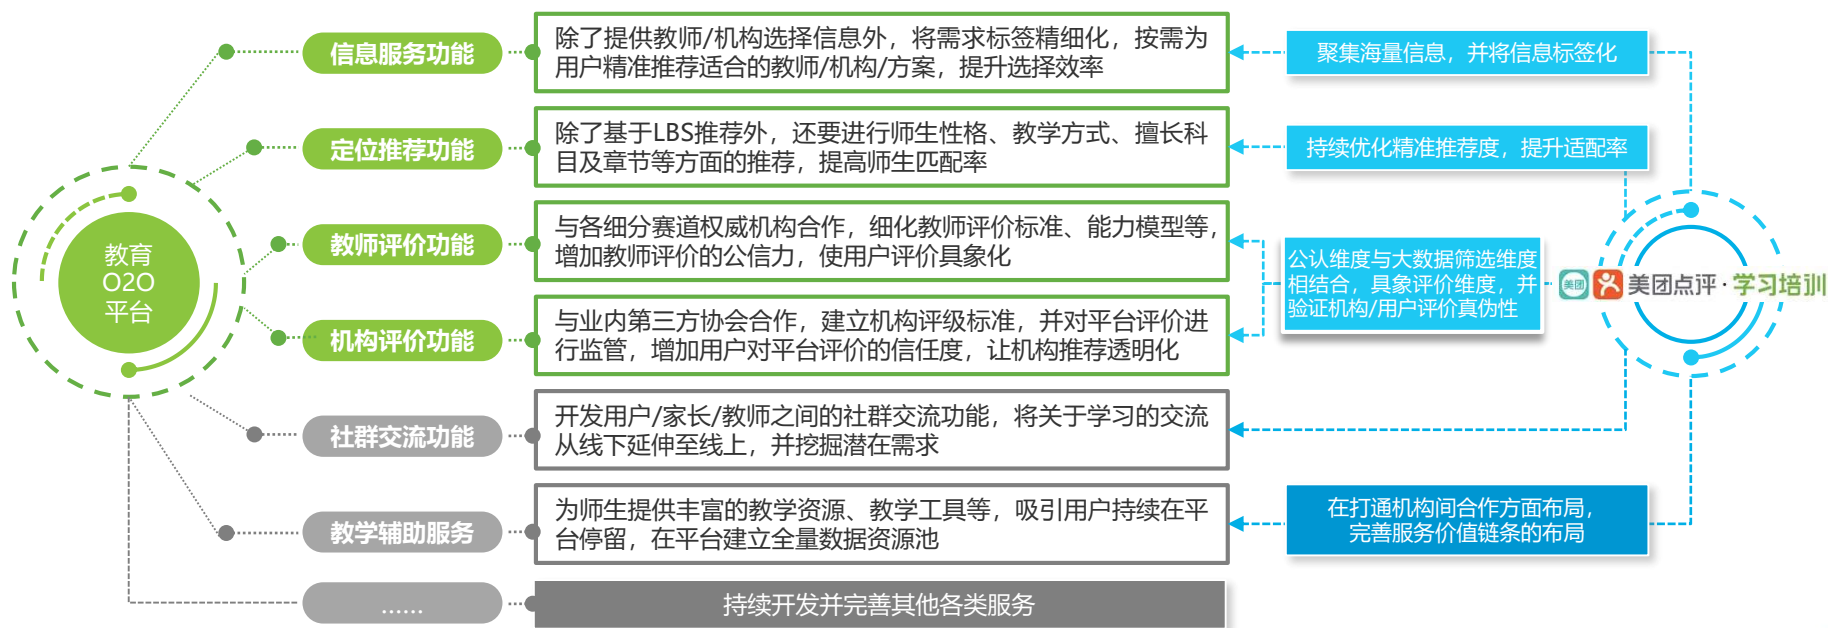 教育
O2O
平台
信息服务功能
除了提供教师/机构选择信息外，将需求标签精细化，按需为
用户精准推荐适合的教师/机构/方案，提升选择效率
聚集海量信息，并将信息标签化
定位推荐功能
除了基于LBS推荐外，还要进行师生性格、教学方式、擅长科
目及章节等方面的推荐，提高师生匹配率
持续优化精准推荐度，提升适配率
教师评价功能
与各细分赛道权威机构合作，细化教师评价标准、能力模型等，
增加教师评价的公信力，使用户评价具象化
公认维度与大数据筛选维度
相结合，具象评价维度，并
验证机构/用户评价真伪性
美团
美团点评·学习培训
机构评价功能
与业内第三方协会合作，建立机构评级标准，并对平台评价进
行监管，增加用户对平台评价的信任度，让机构推荐透明化
社群交流功能
开发用户/家长/教师之间的社群交流功能，将关于学习的交流
从线下延伸至线上，并挖掘潜在需求
教学辅助服务
为师生提供丰富的教学资源、教学工具等，吸引用户持续在平
台停留，在平台建立全量数据资源池
在打通机构间合作方面布局，
完善服务价值链条的布局
……
持续开发并完善其他各类服务